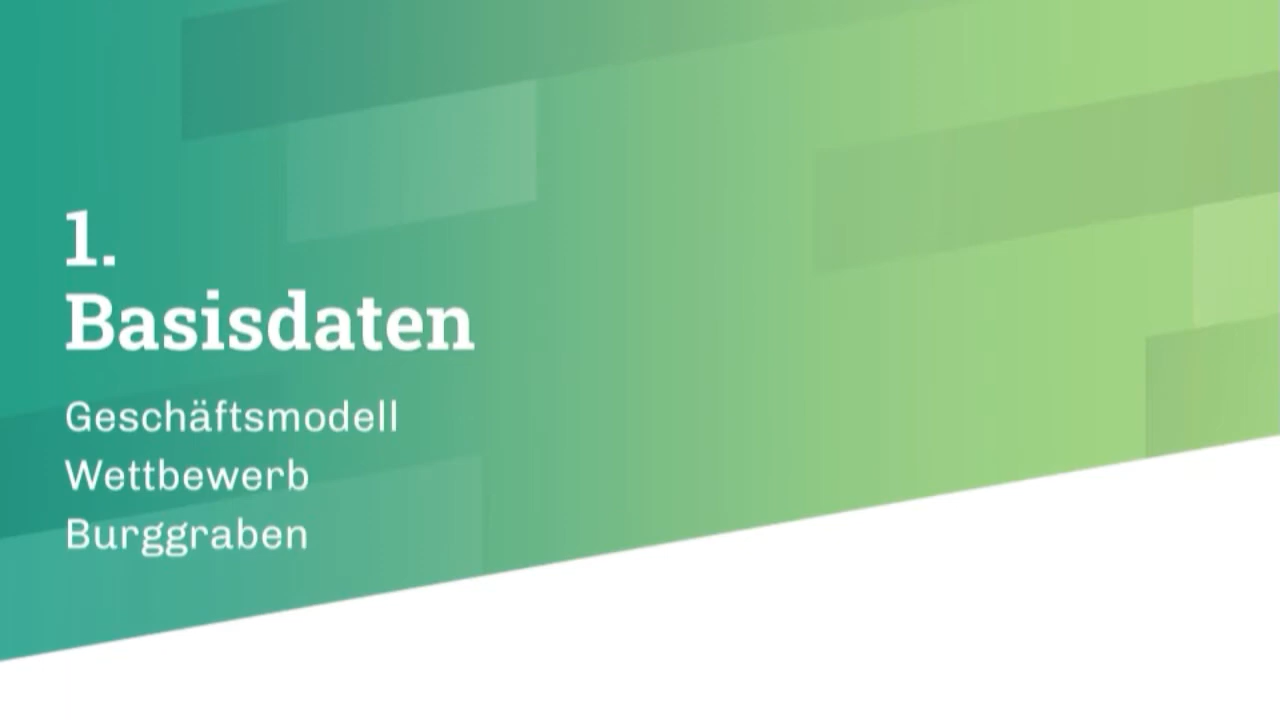 1.
Basisdaten
Geschäftsmodell
Wettbewerb
Burggraben